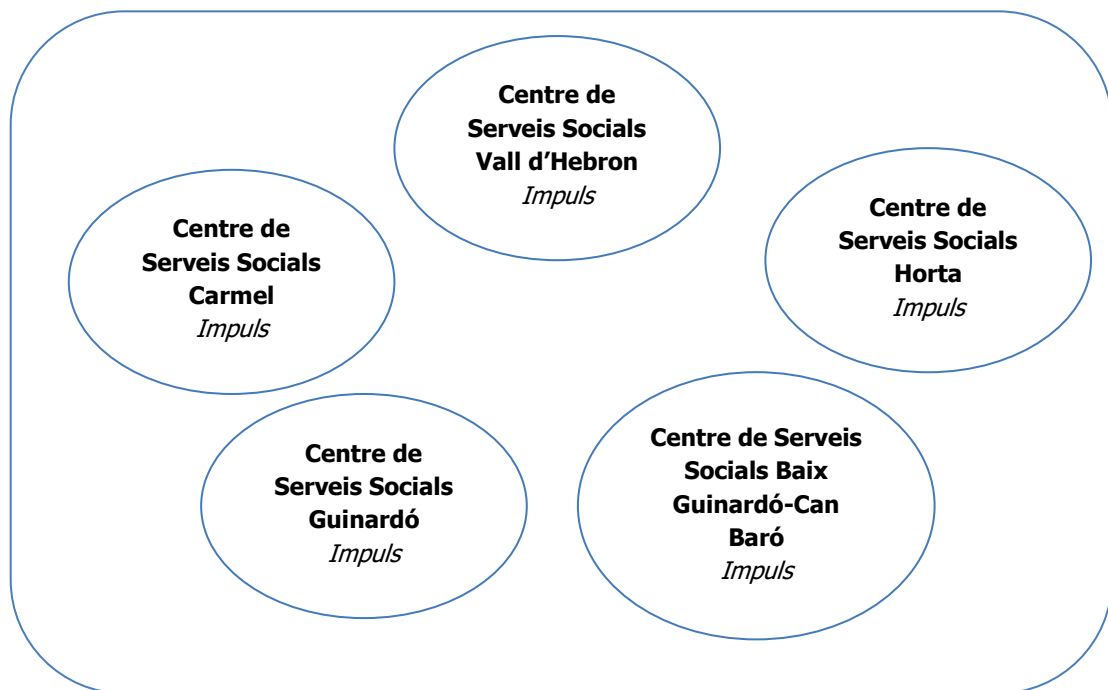 Centre de
Serveis Socials
Vall d’Hebron
Impuls
Centre de
Serveis Socials
Carmel
Impuls
Centre de
Serveis Socials
Horta
Impuls
Centre de
Serveis Socials
Guinardó
Impuls
Centre de Serveis
Socials Baix
Guinardó-Can
Baró
Impuls